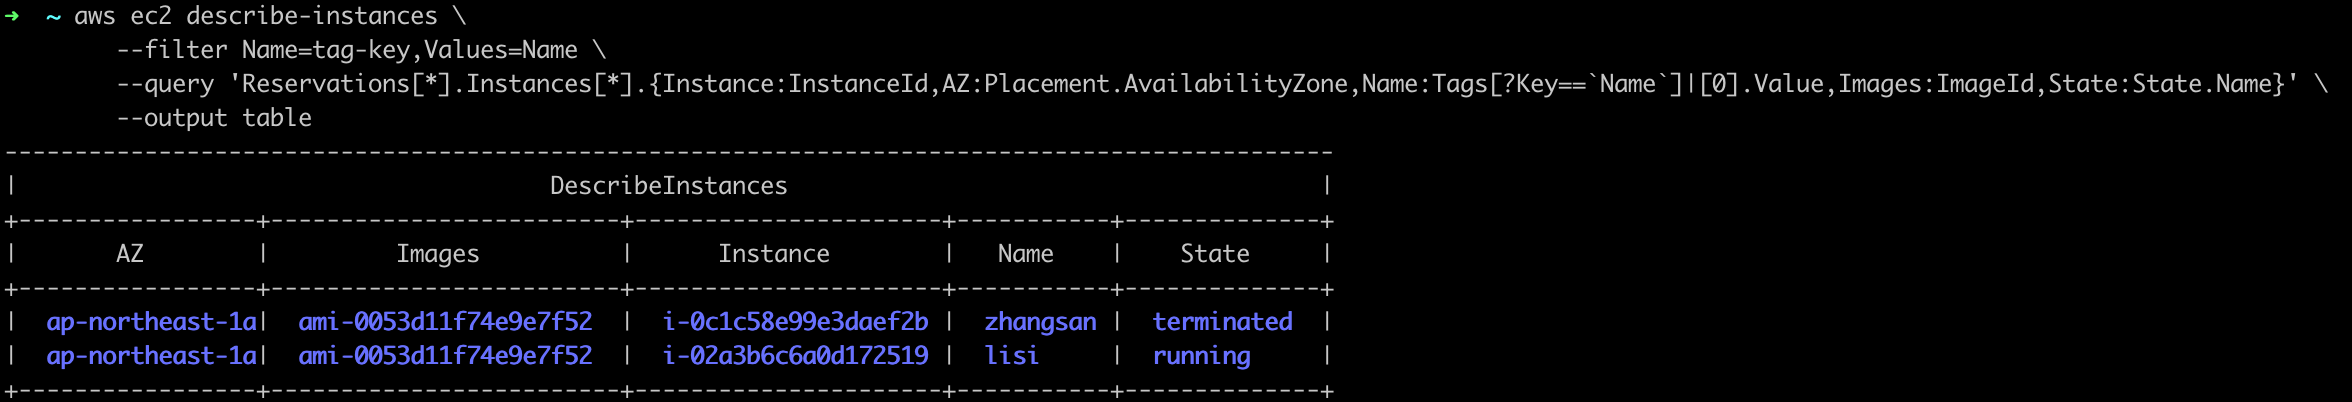 ➜  ~ aws ec2 describe-instances \
        --filter Name=tag-key,Values=Name \
        --query 'Reservations[*].Instances[*].{Instance:InstanceId,AZ:Placement.AvailabilityZone,Name:Tags[?Key==`Name`]|[0].Value,Images:ImageId,State:State.Name}' \
        --output table
-----------------------------------------------------------------------------------------------
|                                      DescribeInstances                                      |
+-----------------+-------------------------+----------------------+-----------+--------------+
|       AZ        |         Images          |      Instance        |   Name    |    State     |
+-----------------+-------------------------+----------------------+-----------+--------------+
|  ap-northeast-1a|  ami-0053d11f74e9e7f52  |  i-0c1c58e99e3daef2b |  zhangsan |  terminated  |
|  ap-northeast-1a|  ami-0053d11f74e9e7f52  |  i-02a3b6c6a0d172519 |  lisi     |  running     |
+-----------------+-------------------------+----------------------+-----------+--------------+